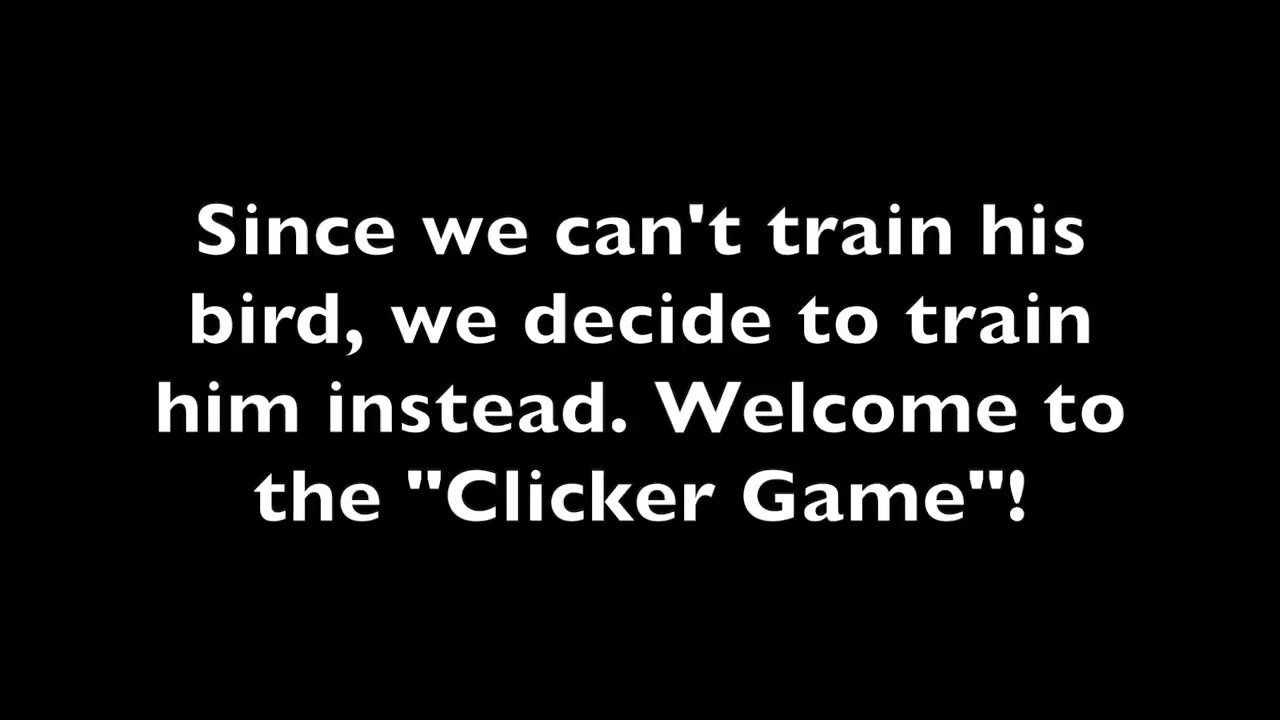 Since we can't train his
bird, we decide to train
him instead. Welcome to
the "Clicker Game"!